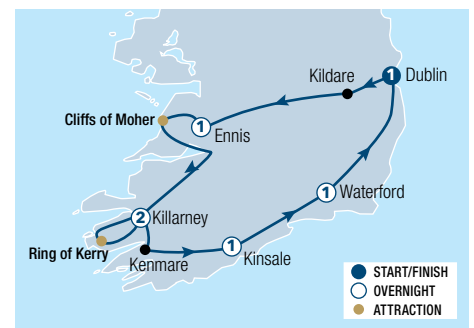 Kildare
1 Dublin
Cliffs of Moher
1
Ennis
1 Waterford
2 Killarney
Ring of Kerry
Kenmare
1 Kinsale
START/FINISH
OVERNIGHT
ATTRACTION